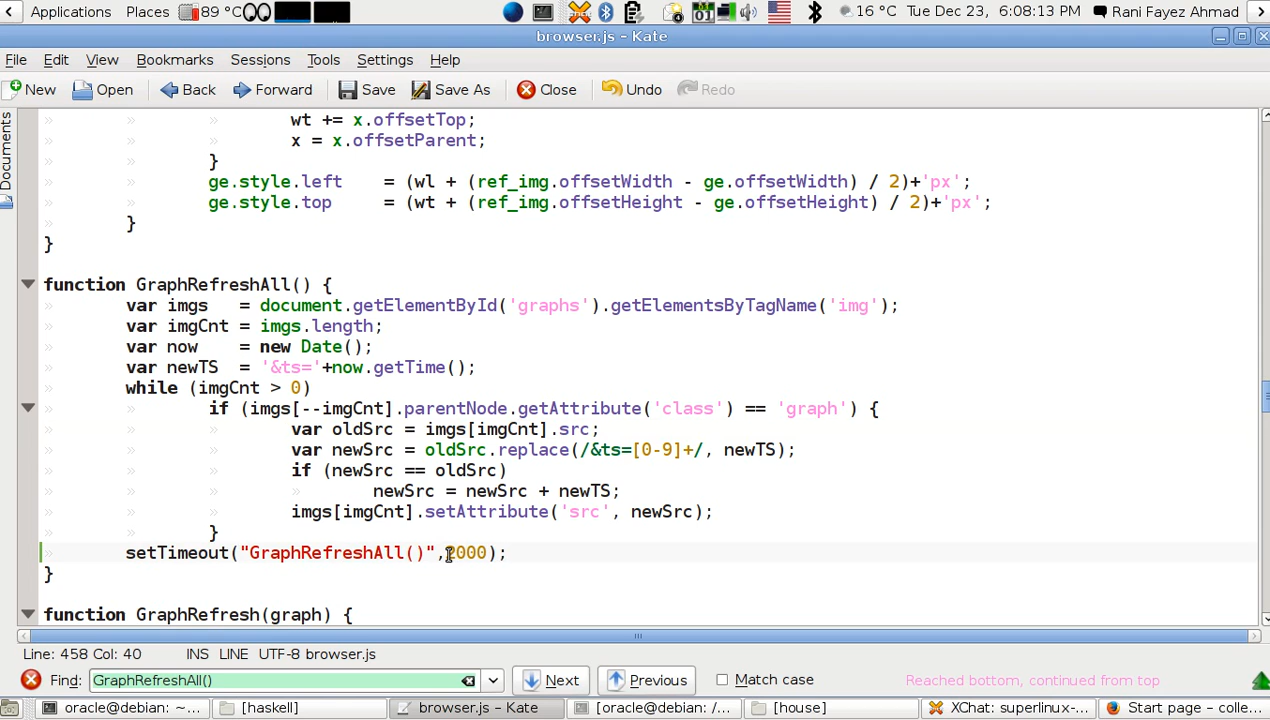 Applications Places 89 °C 01 16 °C Tue Dec 23, 6:08:13 PM Rani Fayez Ahmad
browser.js - Kate
File Edit View Bookmarks Sessions Tools Settings Help
New Open Back Forward Save Save As Close Undo Redo
Documents
wt += x.offsetTop;
x = x.offsetParent;
}
ge.style.left = (wl + (ref_img.offsetWidth - ge.offsetWidth) / 2)+'px';
ge.style.top = (wt + (ref_img.offsetHeight - ge.offsetHeight) / 2)+'px';
}
}
function GraphRefreshAll() {
var imgs = document.getElementById('graphs').getElementsByTagName('img');
var imgCnt = imgs.length;
var now = new Date();
var newTS = '&ts='+now.getTime();
while (imgCnt > 0)
if (imgs[--imgCnt].parentNode.getAttribute('class') == 'graph') {
var oldSrc = imgs[imgCnt].src;
var newSrc = oldSrc.replace(/&ts=[0-9]+/, newTS);
if (newSrc == oldSrc)
newSrc = newSrc + newTS;
imgs[imgCnt].setAttribute('src', newSrc);
}
setTimeout("GraphRefreshAll()",2000);
}
function GraphRefresh(graph) {
Line: 458 Col: 40 INS LINE UTF-8 browser.js
Find: GraphRefreshAll() Next Previous Match case Reached bottom, continued from top
oracle@debian: ~... [haskell] browser.js - Kate [oracle@debian: /... [house] XChat: superlinux-... Start page – colle...